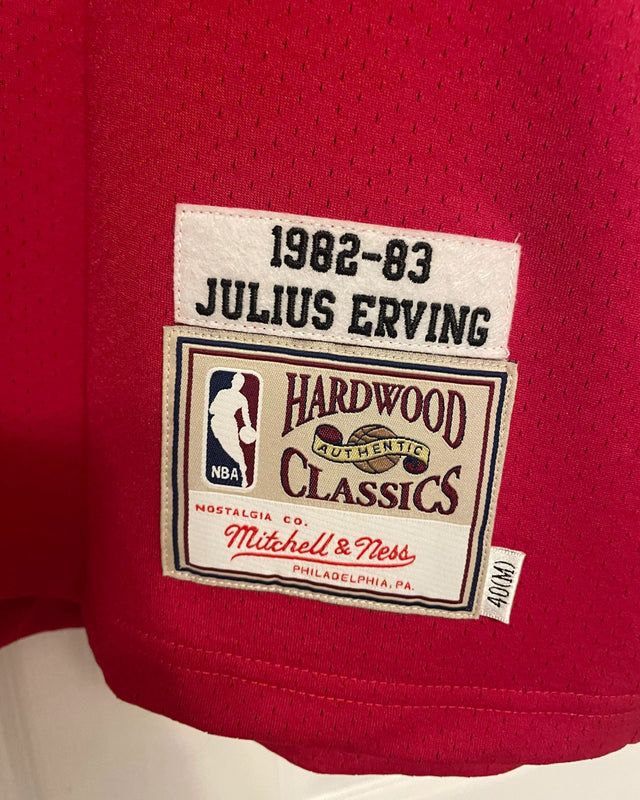 1982-83
JULIUS ERVING
HARDWOOD
AUTHENTIC
CLASSICS
NBA
NOSTALGIA CO.
Mitchell & Ness
PHILADELPHIA, PA.
40(M)